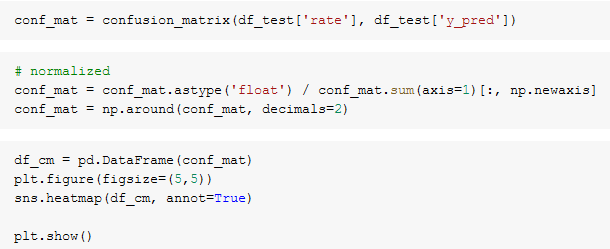 conf_mat = confusion_matrix(df_test['rate'], df_test['y_pred'])
# normalized
conf_mat = conf_mat.astype('float') / conf_mat.sum(axis=1)[:, np.newaxis]
conf_mat = np.around(conf_mat, decimals=2)
df_cm = pd.DataFrame(conf_mat)
plt.figure(figsize=(5,5))
sns.heatmap(df_cm, annot=True)
plt.show()